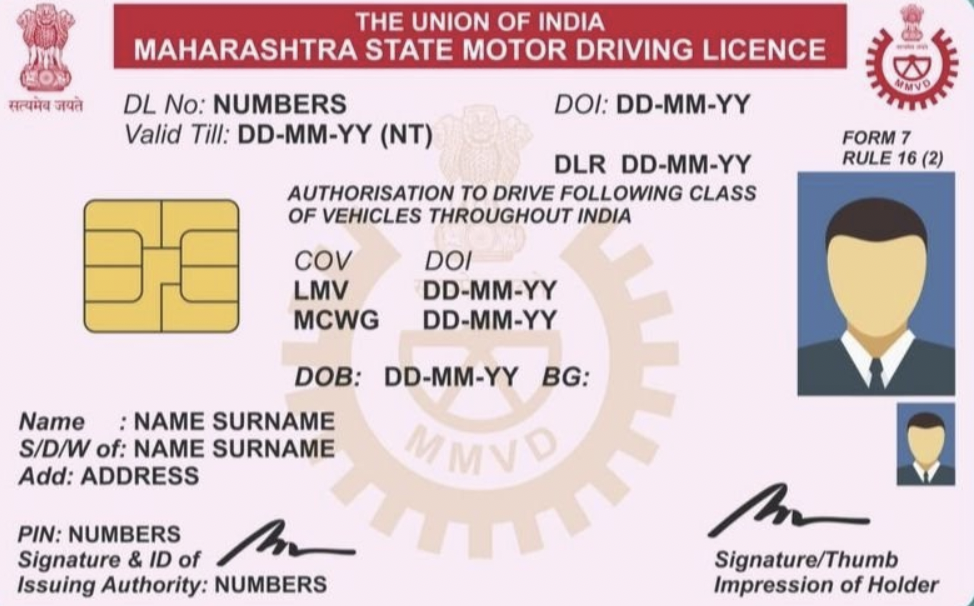 THE UNION OF INDIA
MAHARASHTRA STATE MOTOR DRIVING LICENCE
सत्यमेव जयते
MMVD
DL No: NUMBERS DOI: DD-MM-YY
Valid Till: DD-MM-YY (NT)
FORM 7
RULE 16 (2)
DLR DD-MM-YY
AUTHORISATION TO DRIVE FOLLOWING CLASS
OF VEHICLES THROUGHOUT INDIA
COV DOI
LMV DD-MM-YY
MCWG DD-MM-YY
DOB: DD-MM-YY BG:
MMVD
Name : NAME SURNAME
S/D/W of: NAME SURNAME
Add: ADDRESS
PIN: NUMBERS
Signature & ID of
Issuing Authority: NUMBERS
Signature/Thumb
Impression of Holder